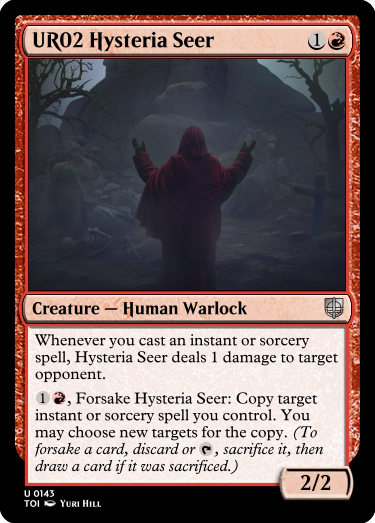 UR02 Hysteria Seer 1
Creature — Human Warlock
Whenever you cast an instant or sorcery
spell, Hysteria Seer deals 1 damage to target
opponent.
1 , Forsake Hysteria Seer: Copy target
instant or sorcery spell you control. You
may choose new targets for the copy. (To
forsake a card, discard or , sacrifice it, then
draw a card if it was sacrificed.)
2/2
U 0143
TOI Yuri Hill